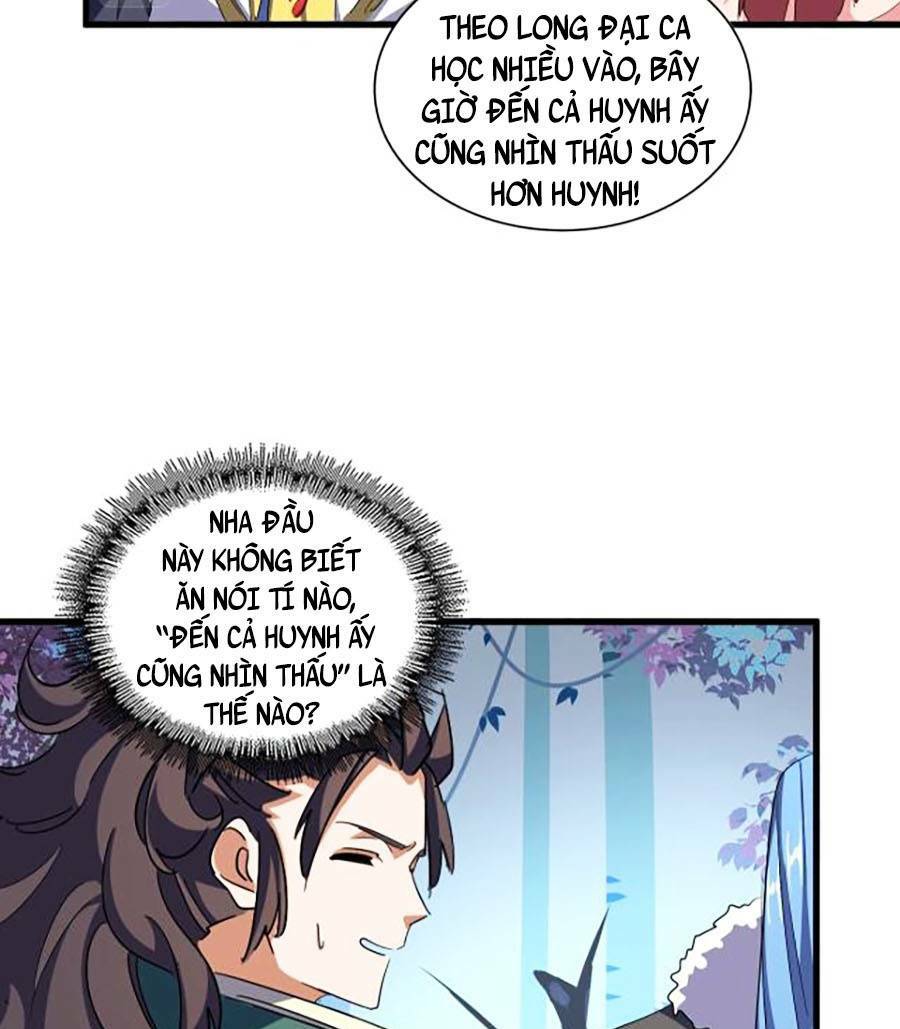 THEO LONG ĐẠI CA
HỌC NHIỀU VÀO, BÂY
GIỜ ĐẾN CẢ HUYNH ẤY
CŨNG NHÌN THẤU SUỐT
HƠN HUYNH!
NHA ĐẦU
NÀY KHÔNG BIẾT
ĂN NÓI TÍ NÀO,
"ĐẾN CẢ HUYNH ẤY
CŨNG NHÌN THẤU" LÀ
THẾ NÀO?